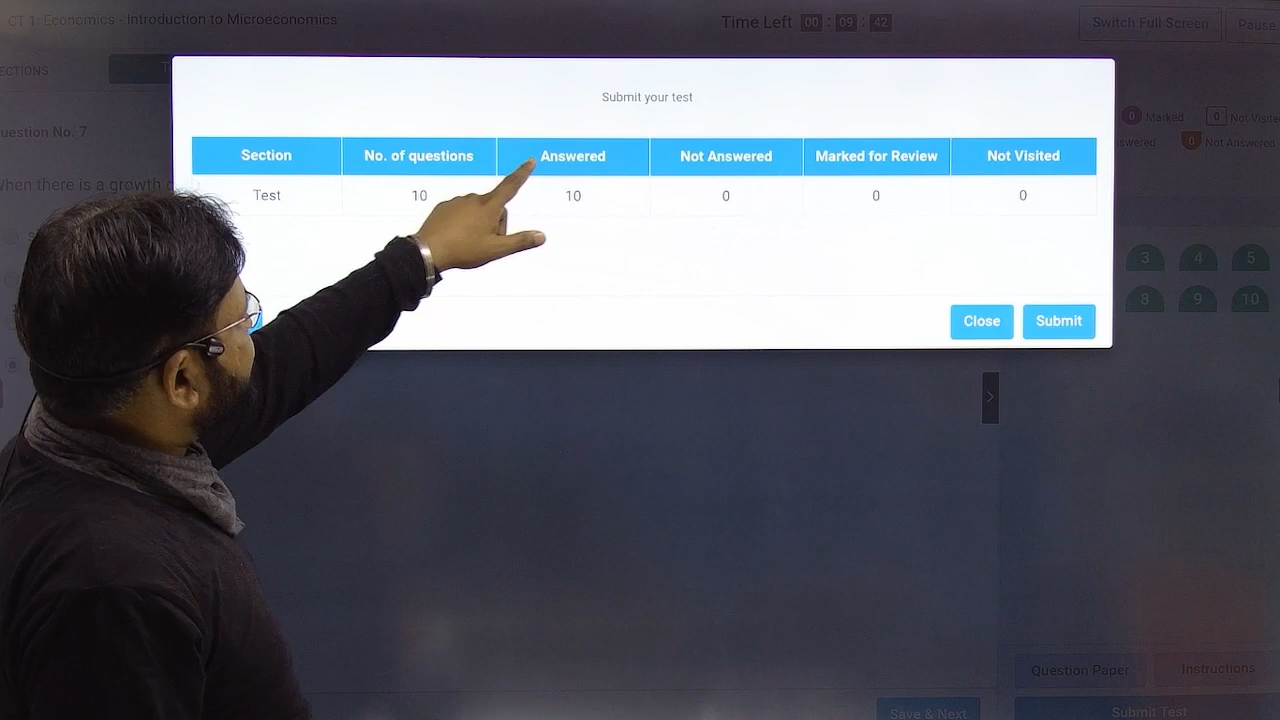 CT 1: Economics - Introduction to Microeconomics
Time Left 00 : 09 : 42
Switch Full Screen
Pause
ECTIONS
uestion No. 7
0 Marked
0 Not Visite
swered
0 Not Answered
When there is a growth
Submit your test
Section No. of questions Answered Not Answered Marked for Review Not Visited
Test 10 10 0 0 0
Close Submit
3 4 5
8 9 10
Question Paper Instructions
Save & Next Submit Test